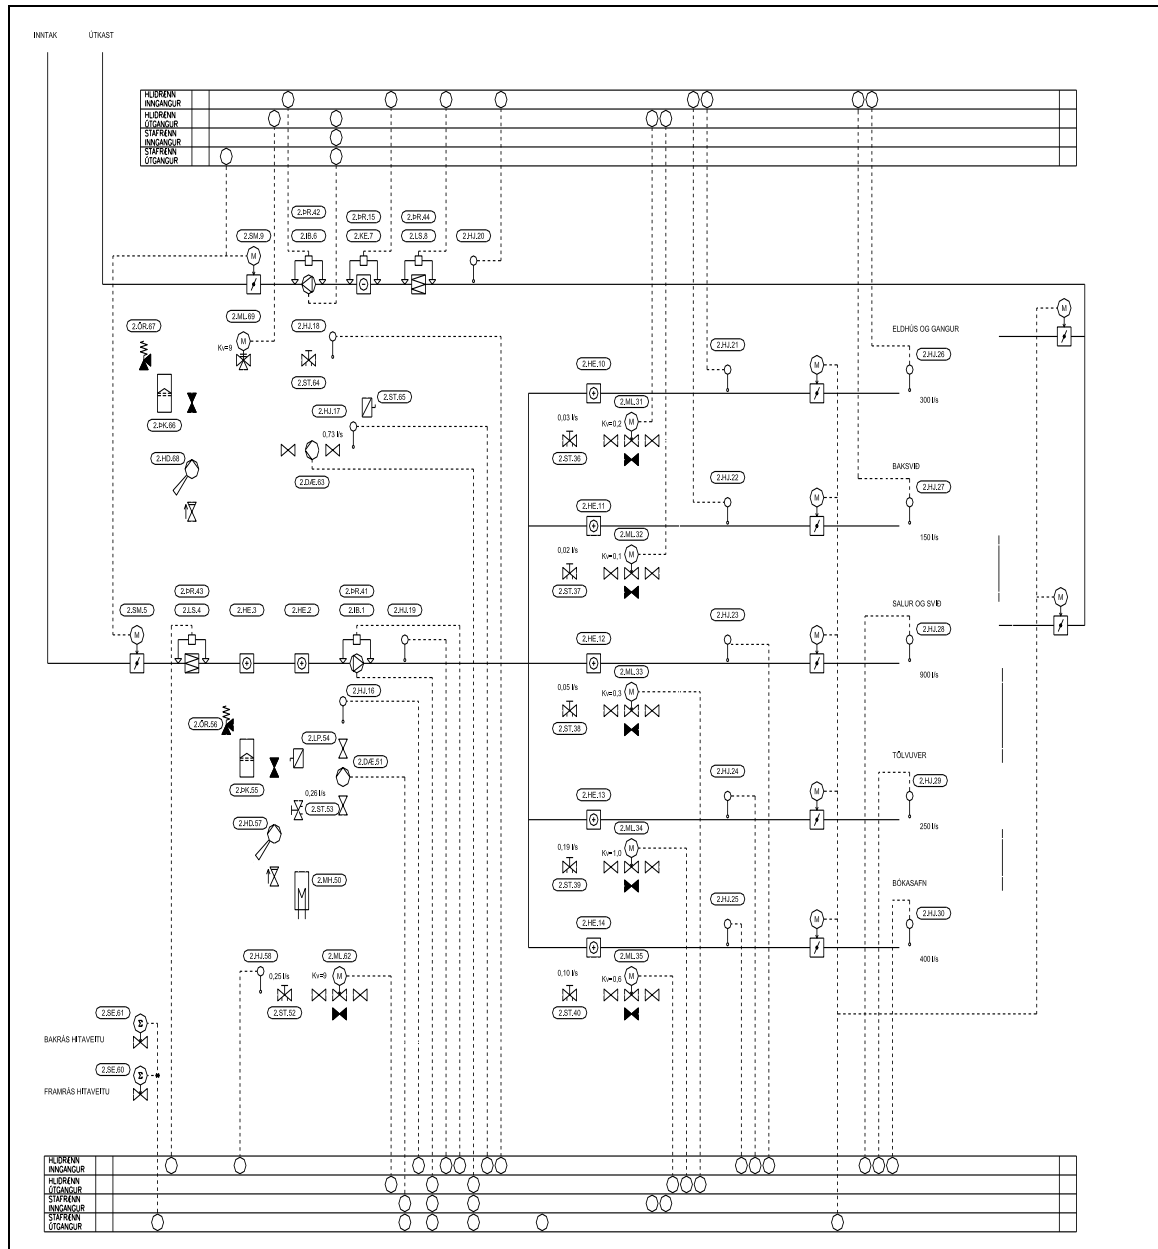 INNTAK
ÚTKAST
HLIÐRÆNN
INNGANGUR
HLIÐRÆNN
ÚTGANGUR
STAFRÆNN
INNGANGUR
STAFRÆNN
ÚTGANGUR
2.ÞR.42
2.ÞR.15
2.ÞR.44
2.SM.9
2.IB.6
2.KE.7
2.LS.8
2.HJ.20
M
M
2.ML.69
2.ÖR.67
2.HJ.18
ELDHÚS OG GANGUR
M
Kv=9
2.HJ.21
2.HJ.26
2.HE.10
M
2.ST.64
2.ST.65
300 l/s
2.ML.31
2.HJ.17
0,03 l/s
Kv=0,2
M
2.ÞK.66
0,73 l/s
2.HD.68
2.ST.36
BAKSVIÐ
2.DÆ.63
2.HJ.22
2.HJ.27
M
2.HE.11
2.ML.32
150 l/s
0,02 l/s
Kv=0,1
M
2.ÞR.43
2.ÞR.41
2.ST.37
M
2.SM.5
2.LS.4
2.HE.3
2.HE.2
2.IB.1
2.HJ.19
SALUR OG SVIÐ
2.HJ.23
2.HJ.28
M
2.HE.12
M
2.ML.33
900 l/s
2.HJ.16
0,05 l/s
Kv=0,3
M
2.ÖR.56
2.ST.38
2.LP.54
TÖLVUVER
2.DÆ.51
2.HJ.24
2.HJ.29
2.ÞK.55
0,26 l/s
M
2.HE.13
2.ST.53
2.HD.57
2.ML.34
250 l/s
0,19 l/s
Kv=1,0
M
2.MH.50
M
2.ST.39
BÓKASAFN
2.HJ.25
2.HJ.30
2.HE.14
M
2.HJ.58
2.ML.62
2.ML.35
400 l/s
0,25 l/s
Kv=9
M
0,10 l/s
Kv=0,6
M
2.ST.52
2.ST.40
2.SE.61
Σ
BAKRÁS HITAVEITU
2.SE.60
Σ
FRAMRÁS HITAVEITU
HLIÐRÆNN
INNGANGUR
HLIÐRÆNN
ÚTGANGUR
STAFRÆNN
INNGANGUR
STAFRÆNN
ÚTGANGUR